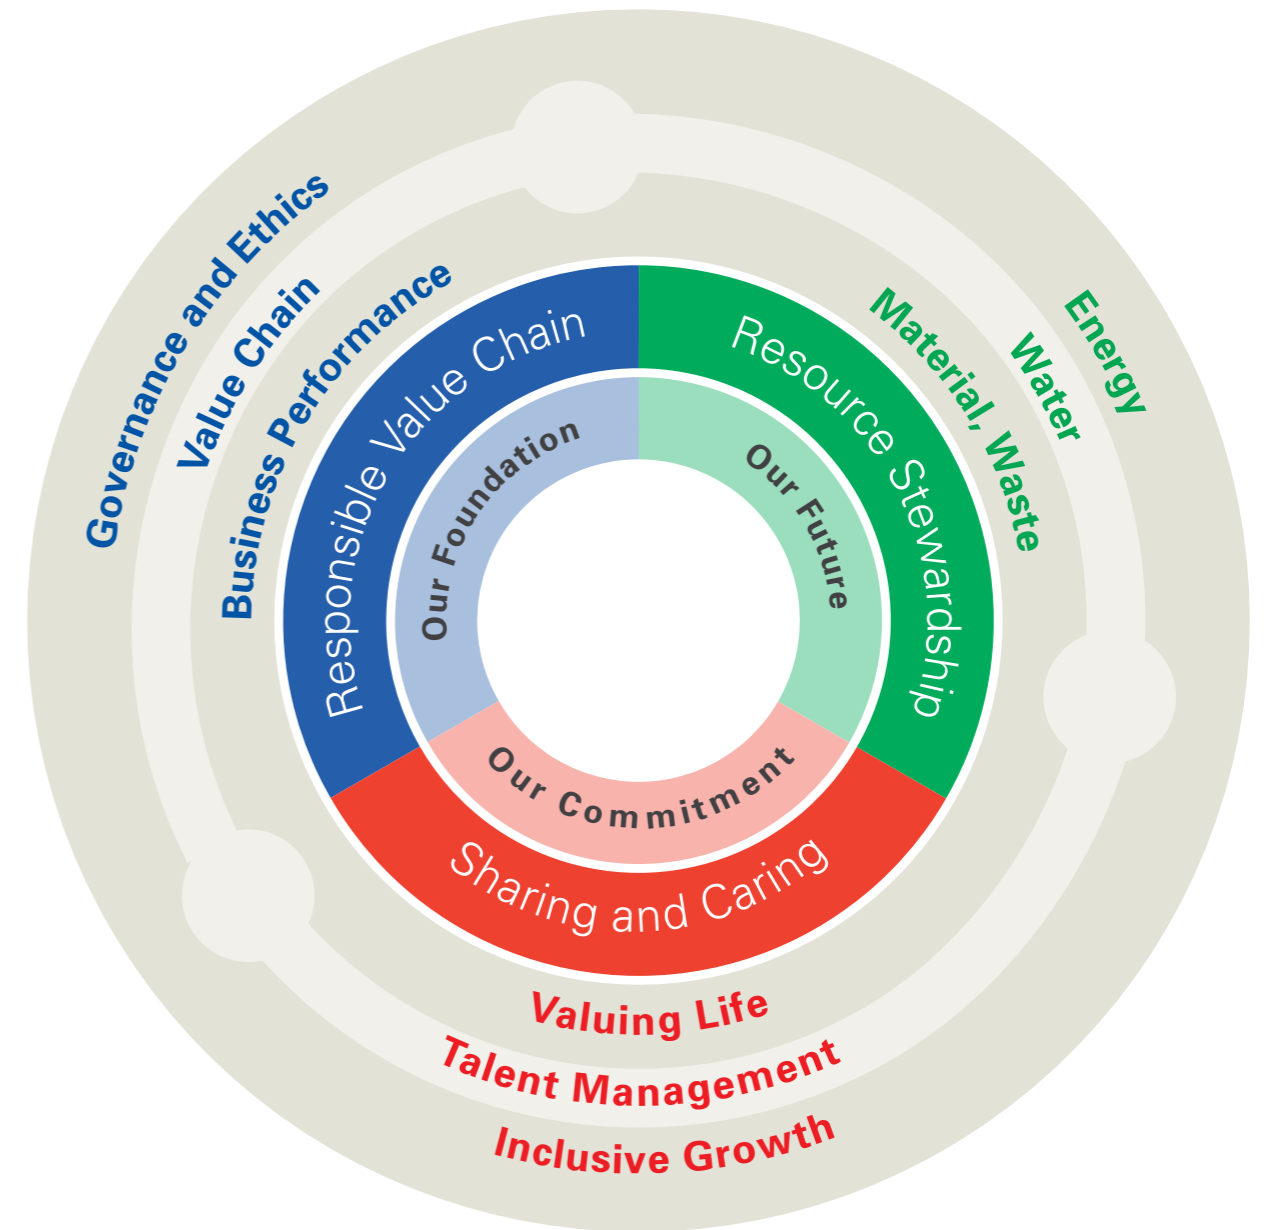 Governance and Ethics
Value Chain
Business Performance
Responsible Value Chain
Our Foundation
Energy
Water
Material, Waste
Resource Stewardship
Our Future
Our Commitment
Sharing and Caring
Valuing Life
Talent Management
Inclusive Growth